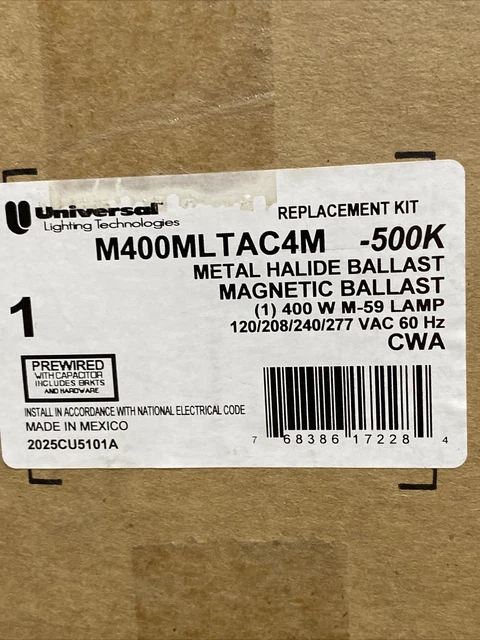 Universal
Lighting Technologies
REPLACEMENT KIT
M400MLTAC4M -500K
METAL HALIDE BALLAST
MAGNETIC BALLAST
(1) 400 W M-59 LAMP
120/208/240/277 VAC 60 Hz
CWA
1
PREWIRED
WITH CAPACITOR
INCLUDES BRKTS
AND HARDWARE
INSTALL IN ACCORDANCE WITH NATIONAL ELECTRICAL CODE
MADE IN MEXICO
2025CU5101A
7 68386 17228 4